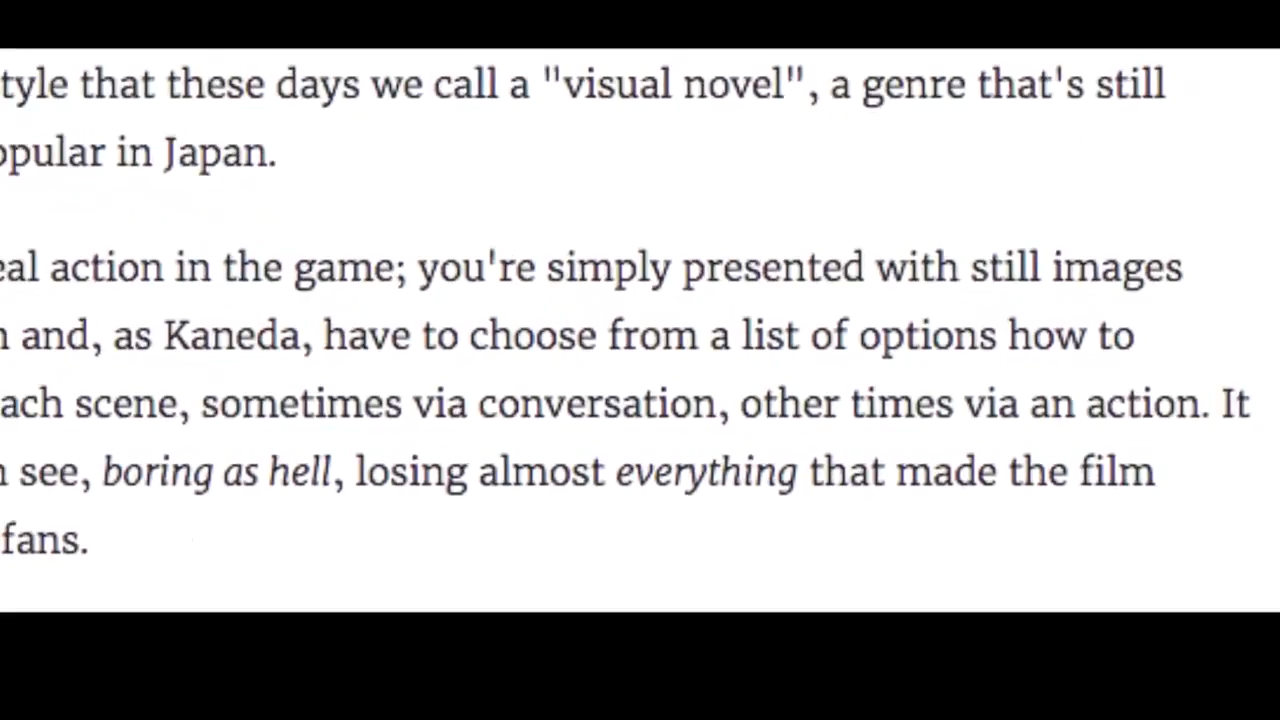 tyle that these days we call a "visual novel", a genre that's still
opular in Japan.
eal action in the game; you're simply presented with still images
and, as Kaneda, have to choose from a list of options how to
ach scene, sometimes via conversation, other times via an action. It
see, boring as hell, losing almost everything that made the film
fans.